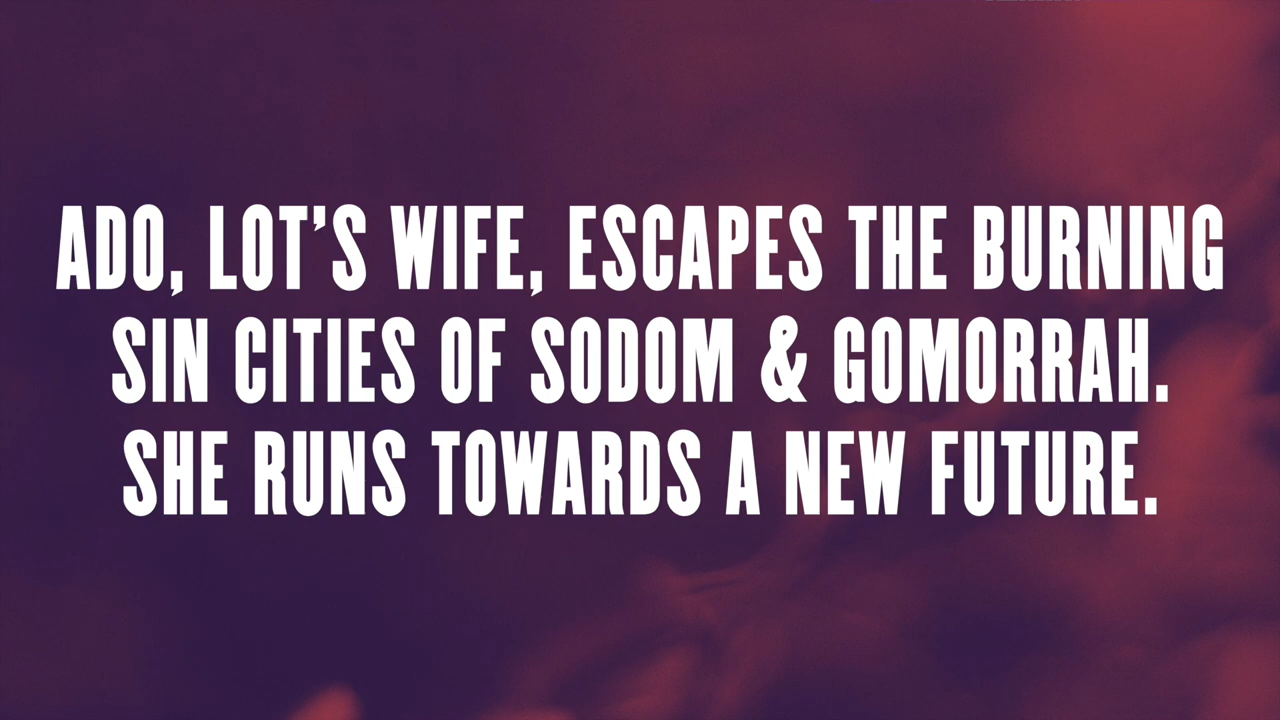 ADO, LOT’S WIFE, ESCAPES THE BURNING
SIN CITIES OF SODOM & GOMORRAH.
SHE RUNS TOWARDS A NEW FUTURE.